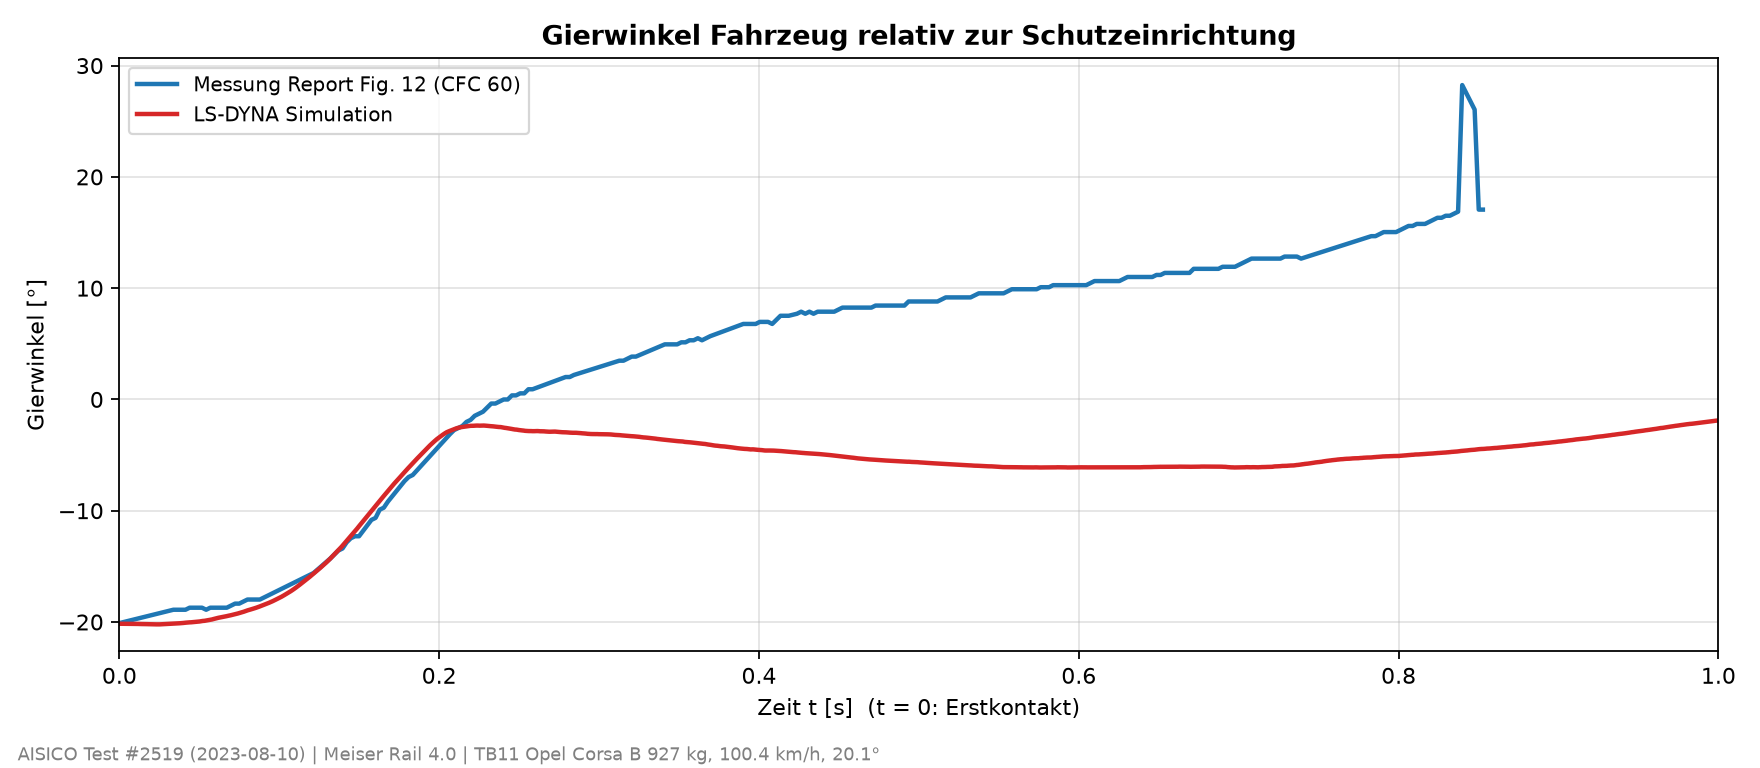 Gierwinkel Fahrzeug relativ zur Schutzeinrichtung
Messung Report Fig. 12 (CFC 60)
LS-DYNA Simulation
Gierwinkel [°]
30
20
10
0
−10
−20
0.0
0.2
0.4
0.6
0.8
1.0
Zeit t [s]  (t = 0: Erstkontakt)
AISICO Test #2519 (2023-08-10) | Meiser Rail 4.0 | TB11 Opel Corsa B 927 kg, 100.4 km/h, 20.1°